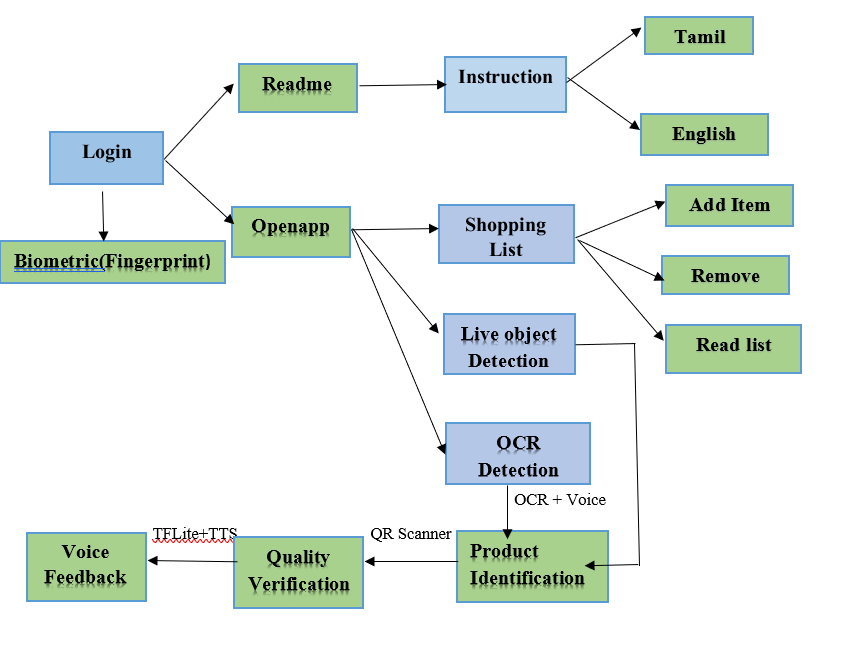 Tamil
Readme
Instruction
English
Login
Openapp
Shopping
List
Add Item
Biometric(Fingerprint)
Remove
Live object
Detection
Read list
OCR
Detection
OCR + Voice
TFLite+TTS
QR Scanner
Voice
Feedback
Quality
Verification
Product
Identification